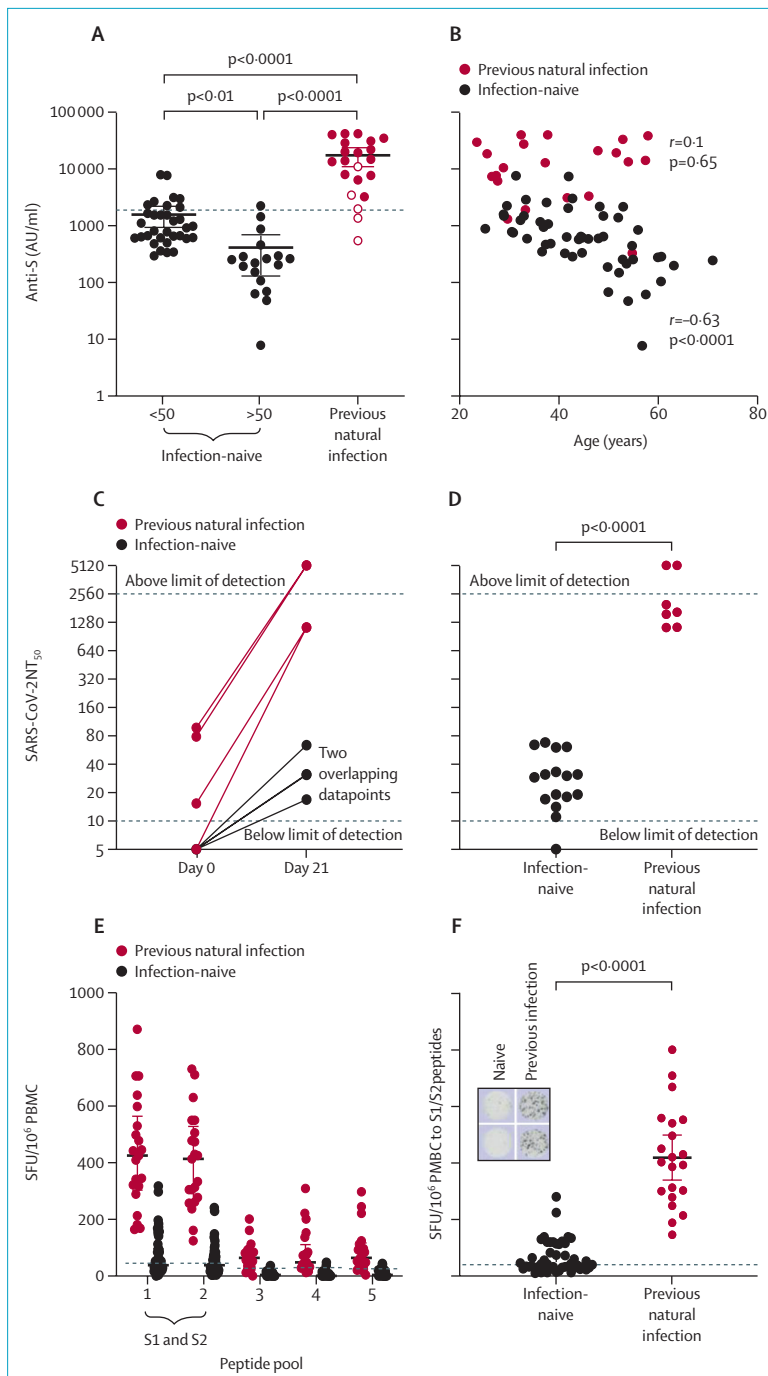 A
p<0·0001
p<0·01
p<0·0001
Anti-S (AU/ml)
100 000
10 000
1000
100
10
1
<50
>50
Previous
natural
infection
Infection-naive
B
Previous natural infection
Infection-naive
r=0·1
p=0·65
r=–0·63
p<0·0001
20
40
60
80
Age (years)
C
Previous natural infection
Infection-naive
SARS-CoV-2NT50
5120
2560
1280
640
320
160
80
40
20
10
5
Above limit of detection
Two
overlapping
datapoints
Below limit of detection
Day 0
Day 21
D
p<0·0001
Above limit of detection
Below limit of detection
Infection-
naive
Previous
natural
infection
E
Previous natural infection
Infection-naive
SFU/10⁶ PBMC
1000
800
600
400
200
0
1
2
3
4
5
S1 and S2
Peptide pool
F
p<0·0001
SFU/10⁶ PMBC to S1/S2peptides
Naive
Previous infection
Infection-
naive
Previous
natural
infection